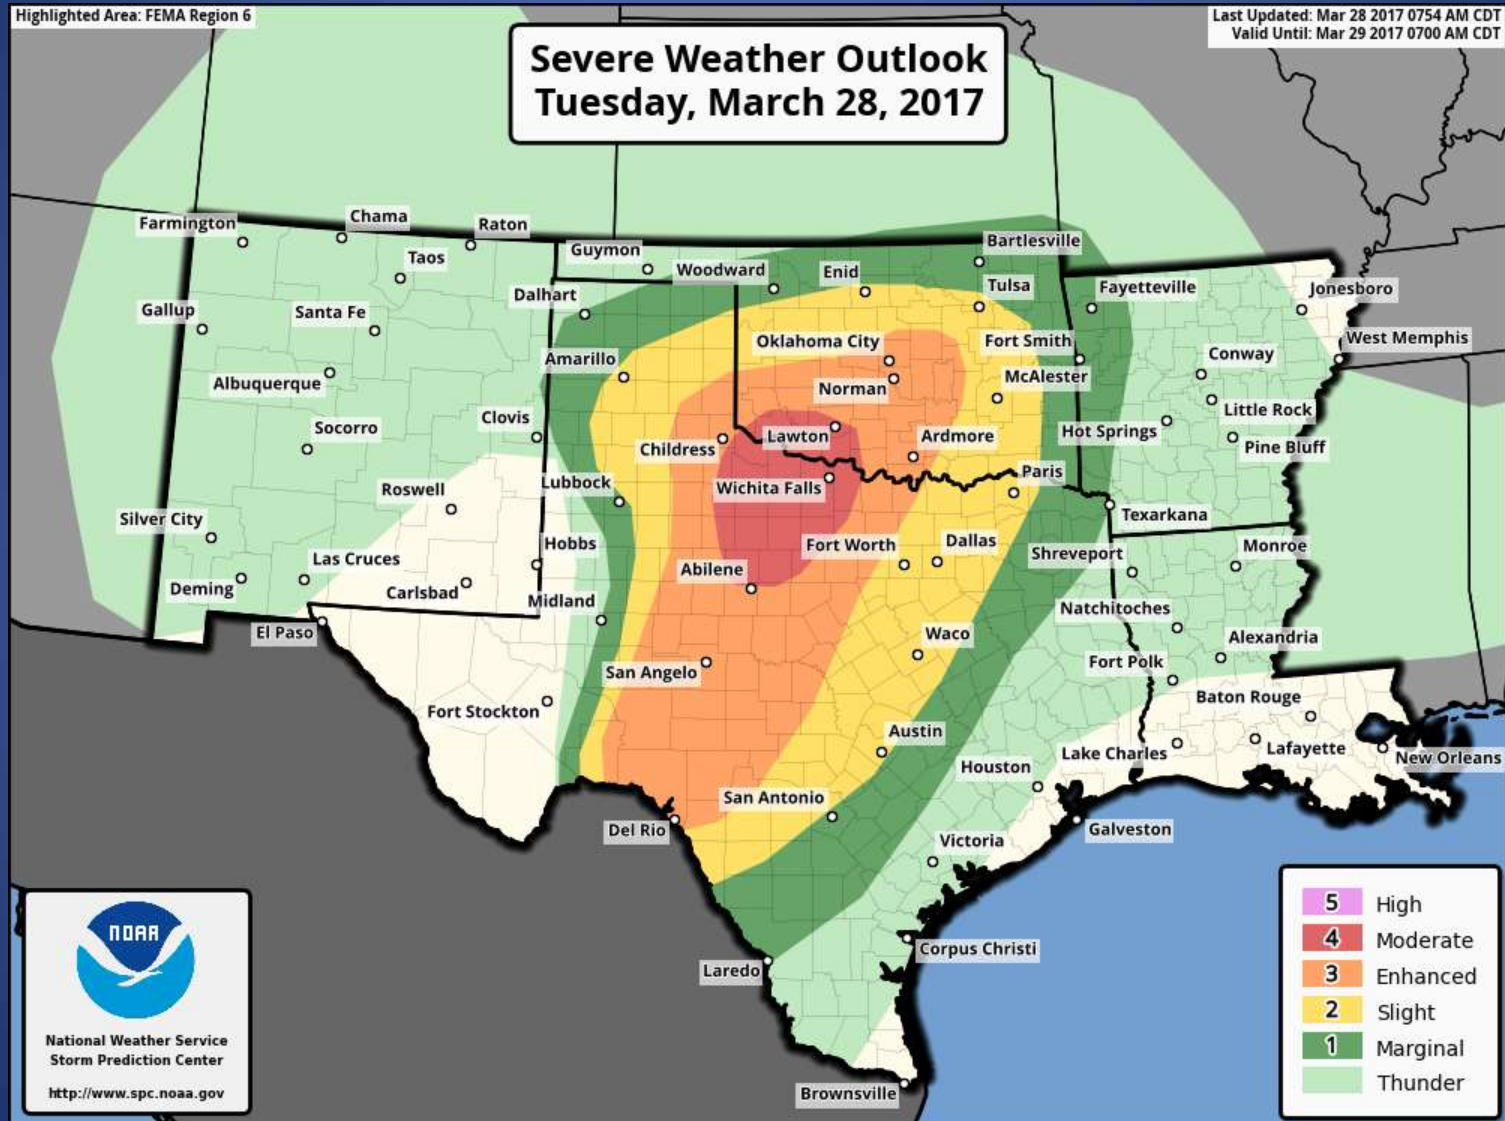 Highlighted Area: FEMA Region 6
Last Updated: Mar 28 2017 0754 AM CDT
Valid Until: Mar 29 2017 0700 AM CDT
Severe Weather Outlook
Tuesday, March 28, 2017
Farmington
Chama
Raton
Taos
Guymon
Woodward
Enid
Bartlesville
Tulsa
Dalhart
Gallup
Santa Fe
Fayetteville
Jonesboro
Amarillo
Oklahoma City
Fort Smith
West Memphis
Albuquerque
Norman
McAlester
Conway
Clovis
Socorro
Childress
Lawton
Ardmore
Hot Springs
Little Rock
Pine Bluff
Roswell
Lubbock
Wichita Falls
Paris
Silver City
Texarkana
Las Cruces
Hobbs
Fort Worth
Dallas
Shreveport
Monroe
Deming
Carlsbad
Midland
Abilene
Natchitoches
El Paso
Waco
Alexandria
San Angelo
Fort Polk
Fort Stockton
Baton Rouge
Austin
Lake Charles
Lafayette
New Orleans
Houston
San Antonio
Del Rio
Galveston
Victoria
Corpus Christi
Laredo
Brownsville
NOAA
National Weather Service
Storm Prediction Center
http://www.spc.noaa.gov
5 High
4 Moderate
3 Enhanced
2 Slight
1 Marginal
Thunder